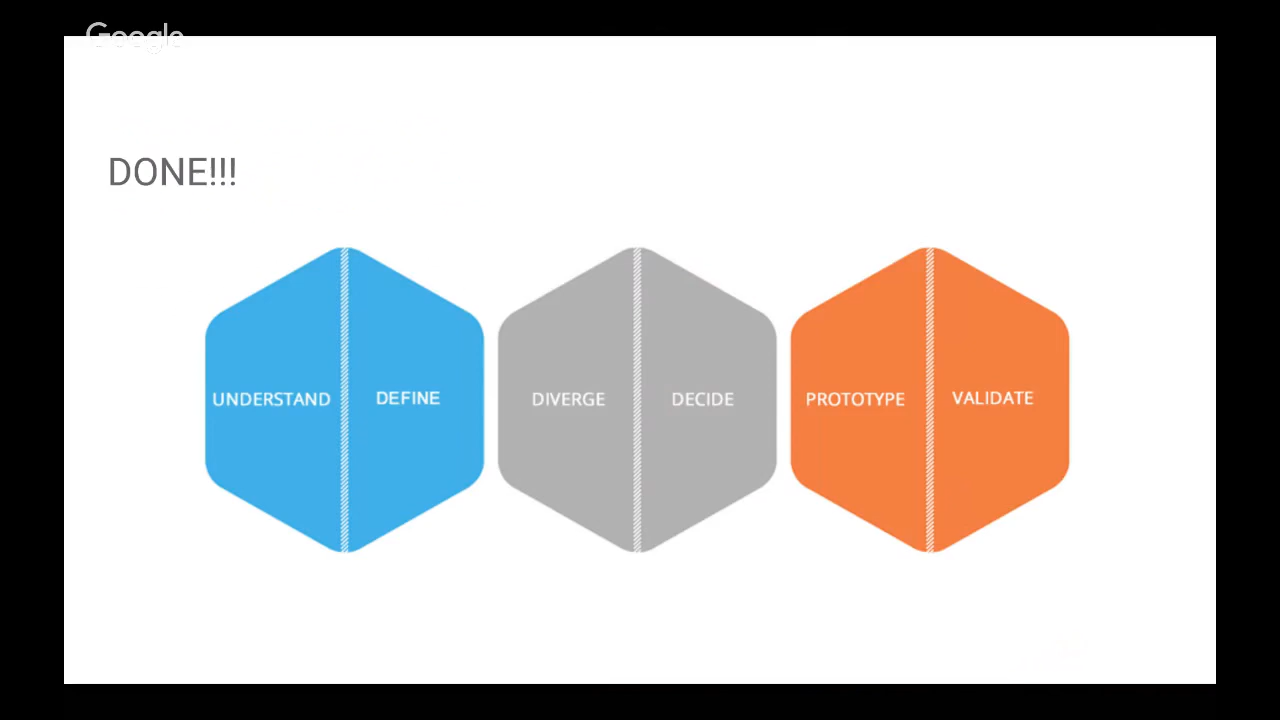 Google
DONE!!!
UNDERSTAND DEFINE DIVERGE DECIDE PROTOTYPE VALIDATE